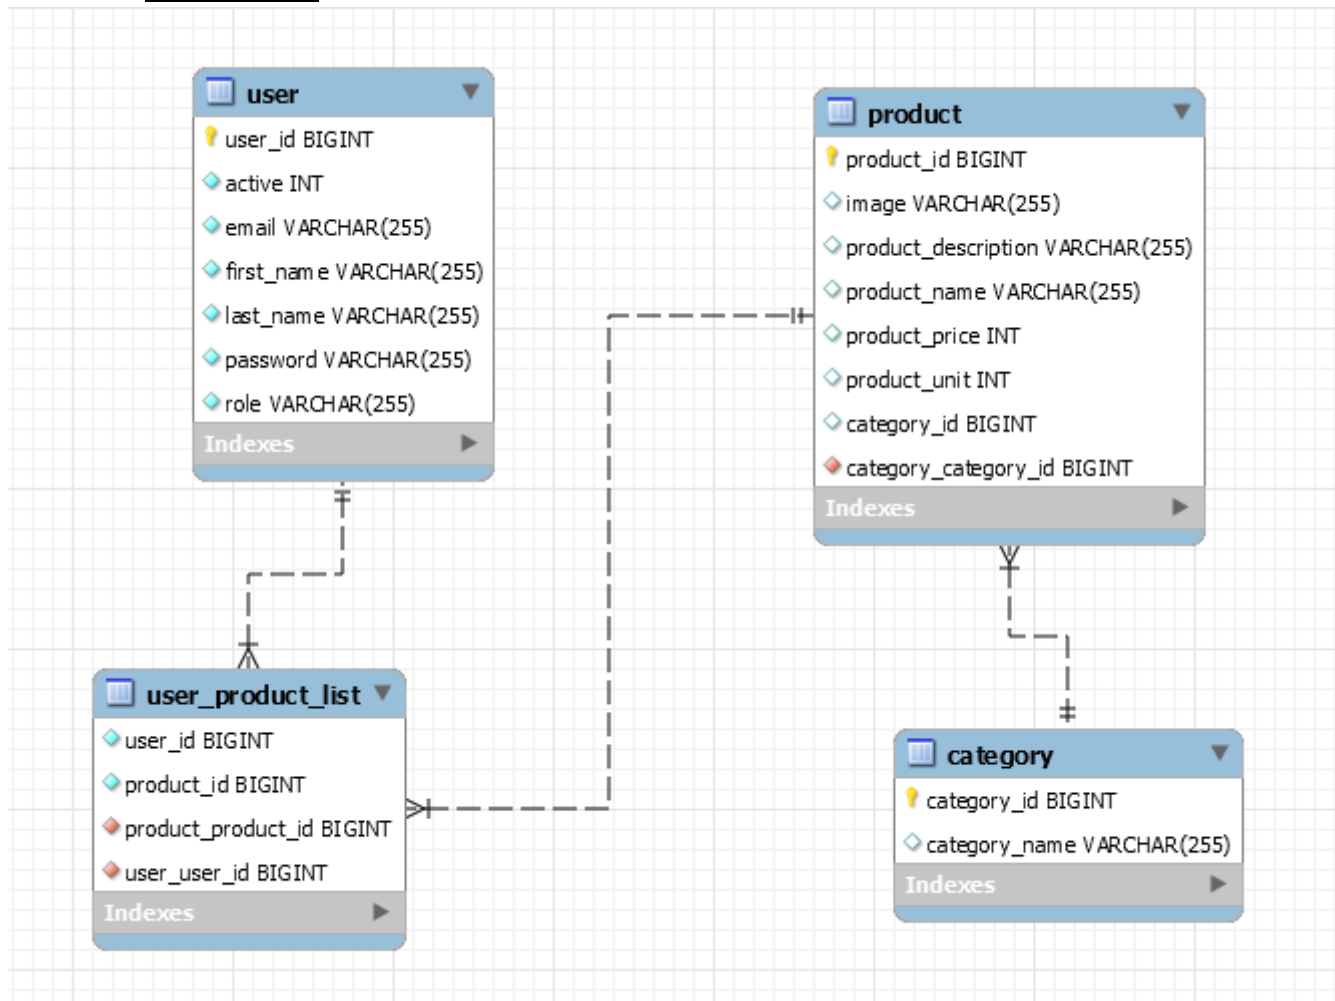 user
user_id BIGINT
active INT
email VARCHAR(255)
first_name VARCHAR(255)
last_name VARCHAR(255)
password VARCHAR(255)
role VARCHAR(255)
Indexes
product
product_id BIGINT
image VARCHAR(255)
product_description VARCHAR(255)
product_name VARCHAR(255)
product_price INT
product_unit INT
category_id BIGINT
category_category_id BIGINT
Indexes
user_product_list
user_id BIGINT
product_id BIGINT
product_product_id BIGINT
user_user_id BIGINT
Indexes
category
category_id BIGINT
category_name VARCHAR(255)
Indexes